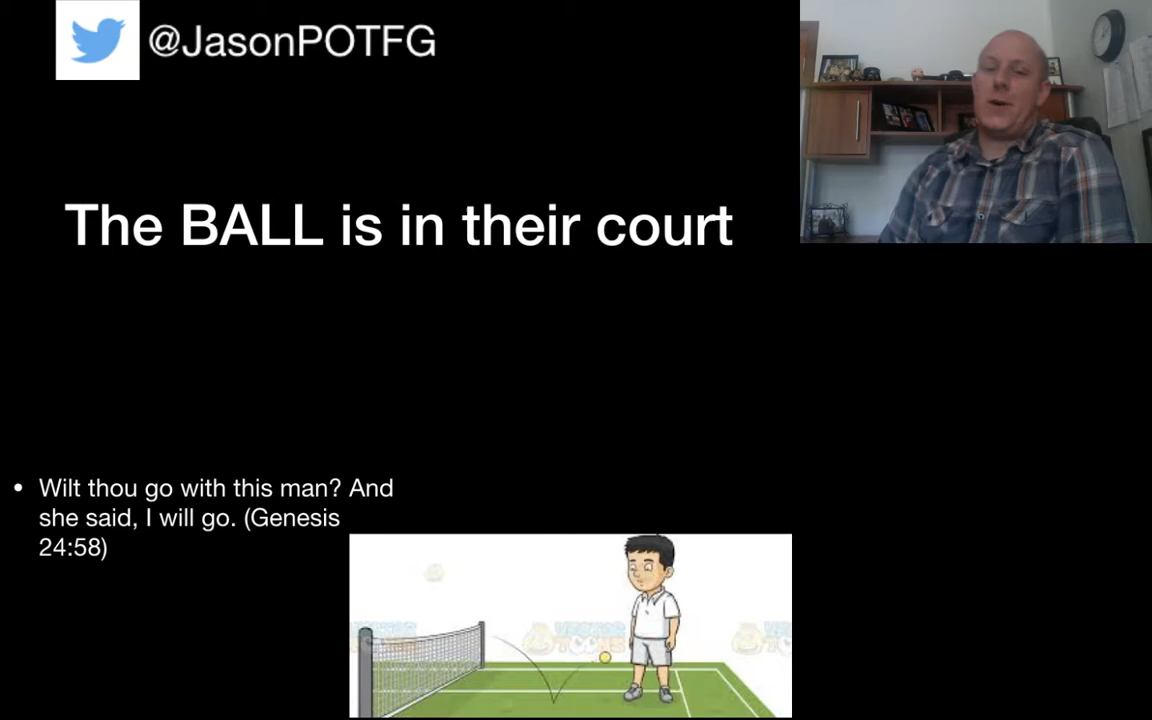 @JasonPOTFG
The BALL is in their court
• Wilt thou go with this man? And
she said, I will go. (Genesis
24:58)